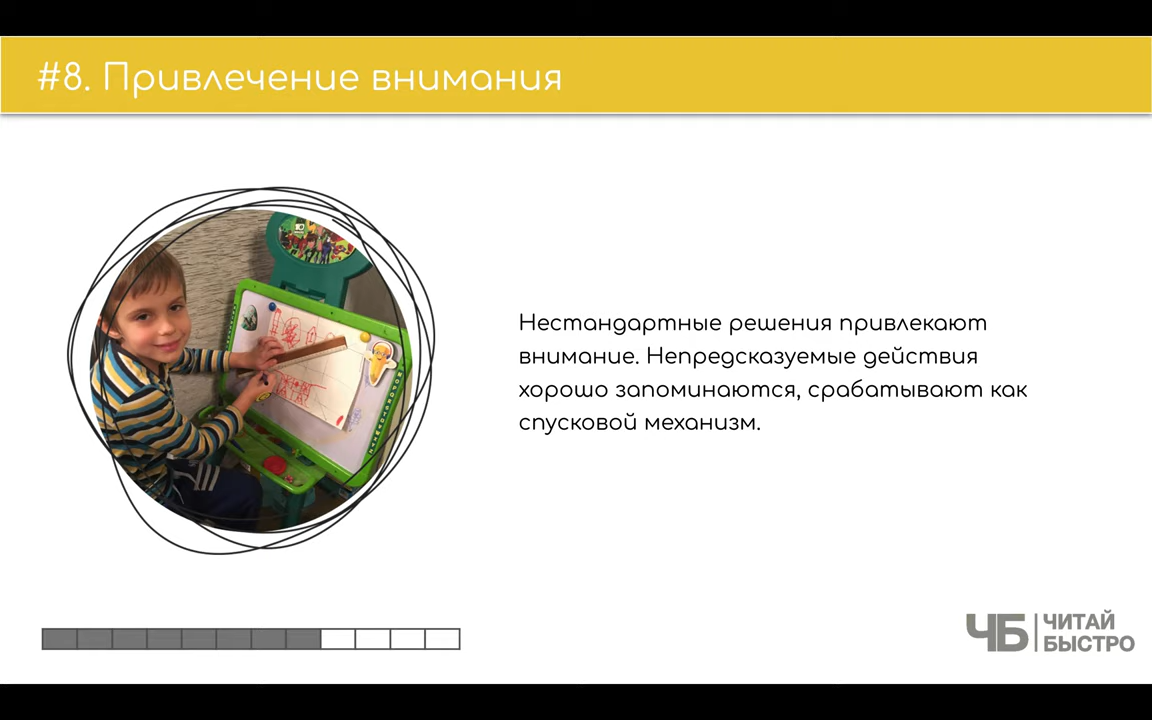 #8. Привлечение внимания
Нестандартные решения привлекают
внимание. Непредсказуемые действия
хорошо запоминаются, срабатывают как
спусковой механизм.
ЧБ
ЧИТАЙ
БЫСТРО